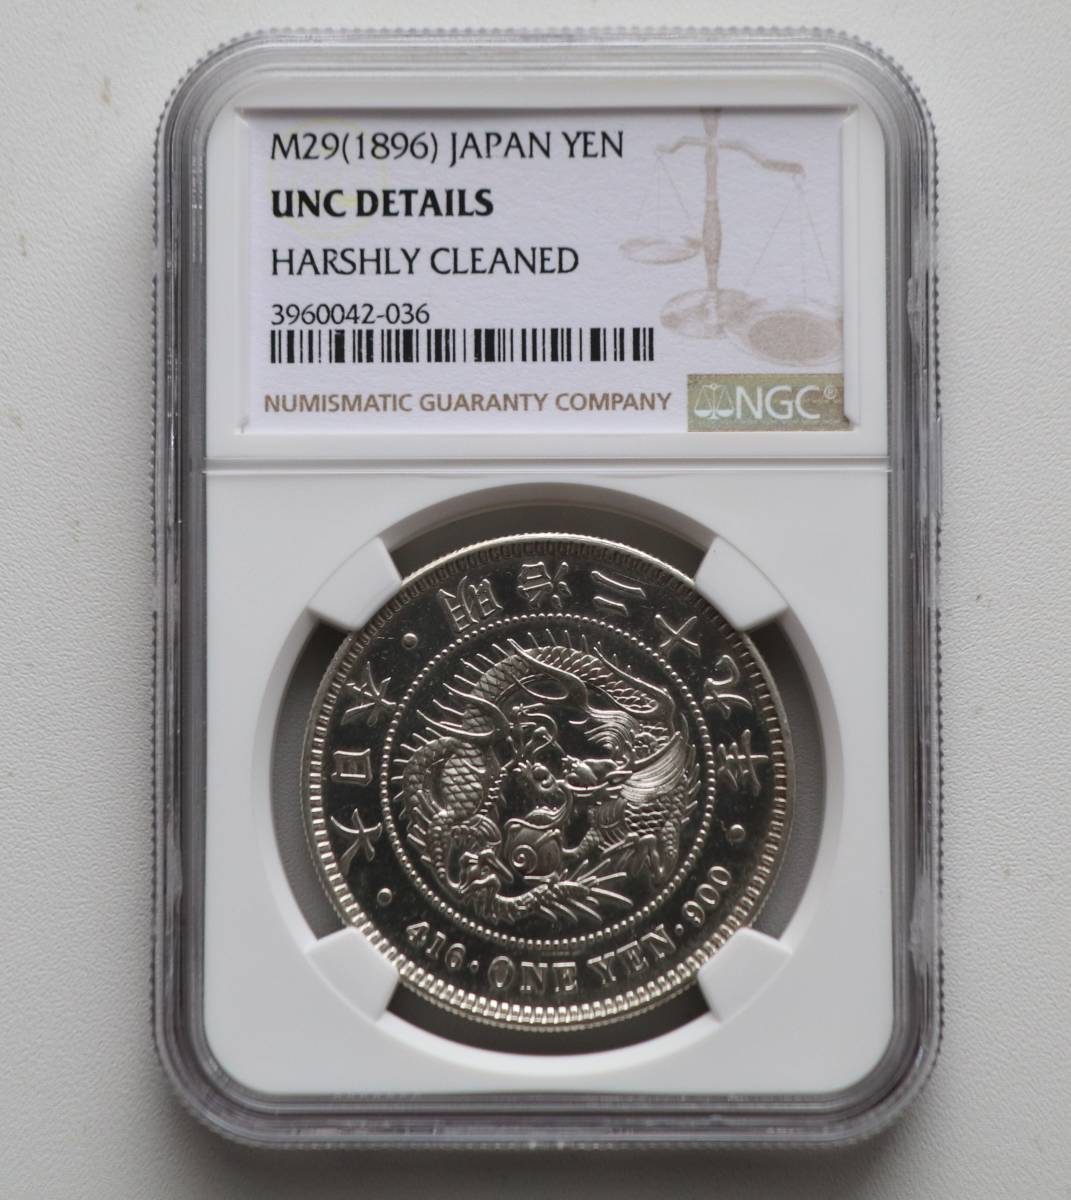 M29(1896) JAPAN YEN
UNC DETAILS
HARSHLY CLEANED
3960042-036
NUMISMATIC GUARANTY COMPANY
NGC®
大日本・明治二十九年
416・ONE YEN・900